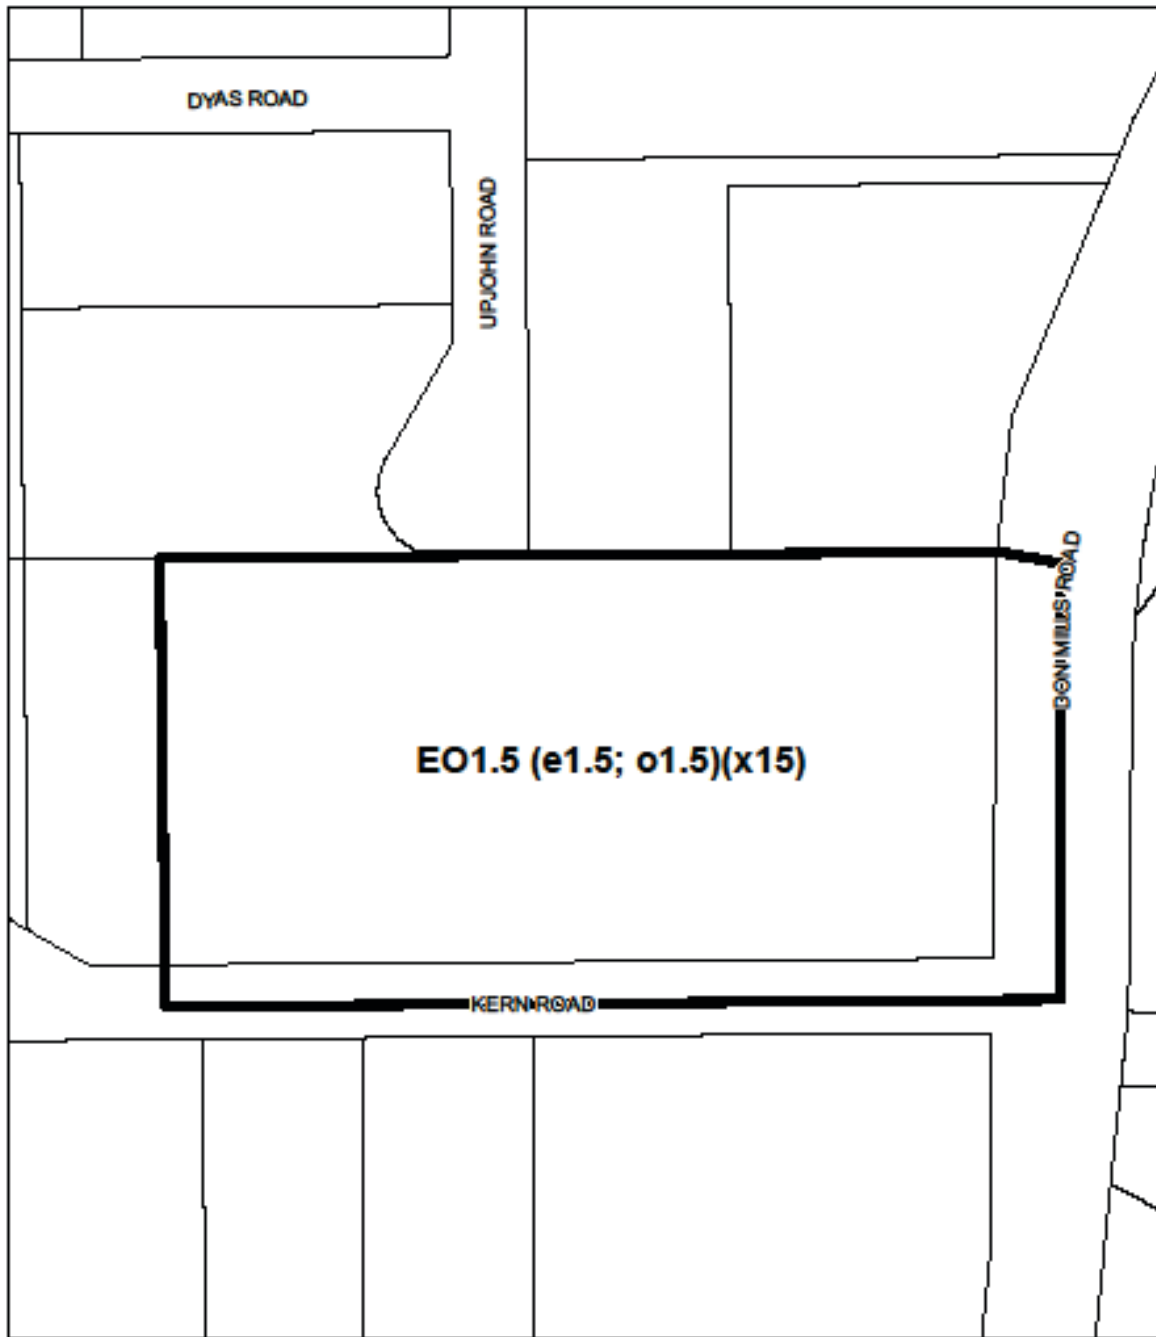 DYAS ROAD
UPJOHN ROAD
DON MILLS ROAD
EO1.5 (e1.5; o1.5)(x15)
KERN ROAD